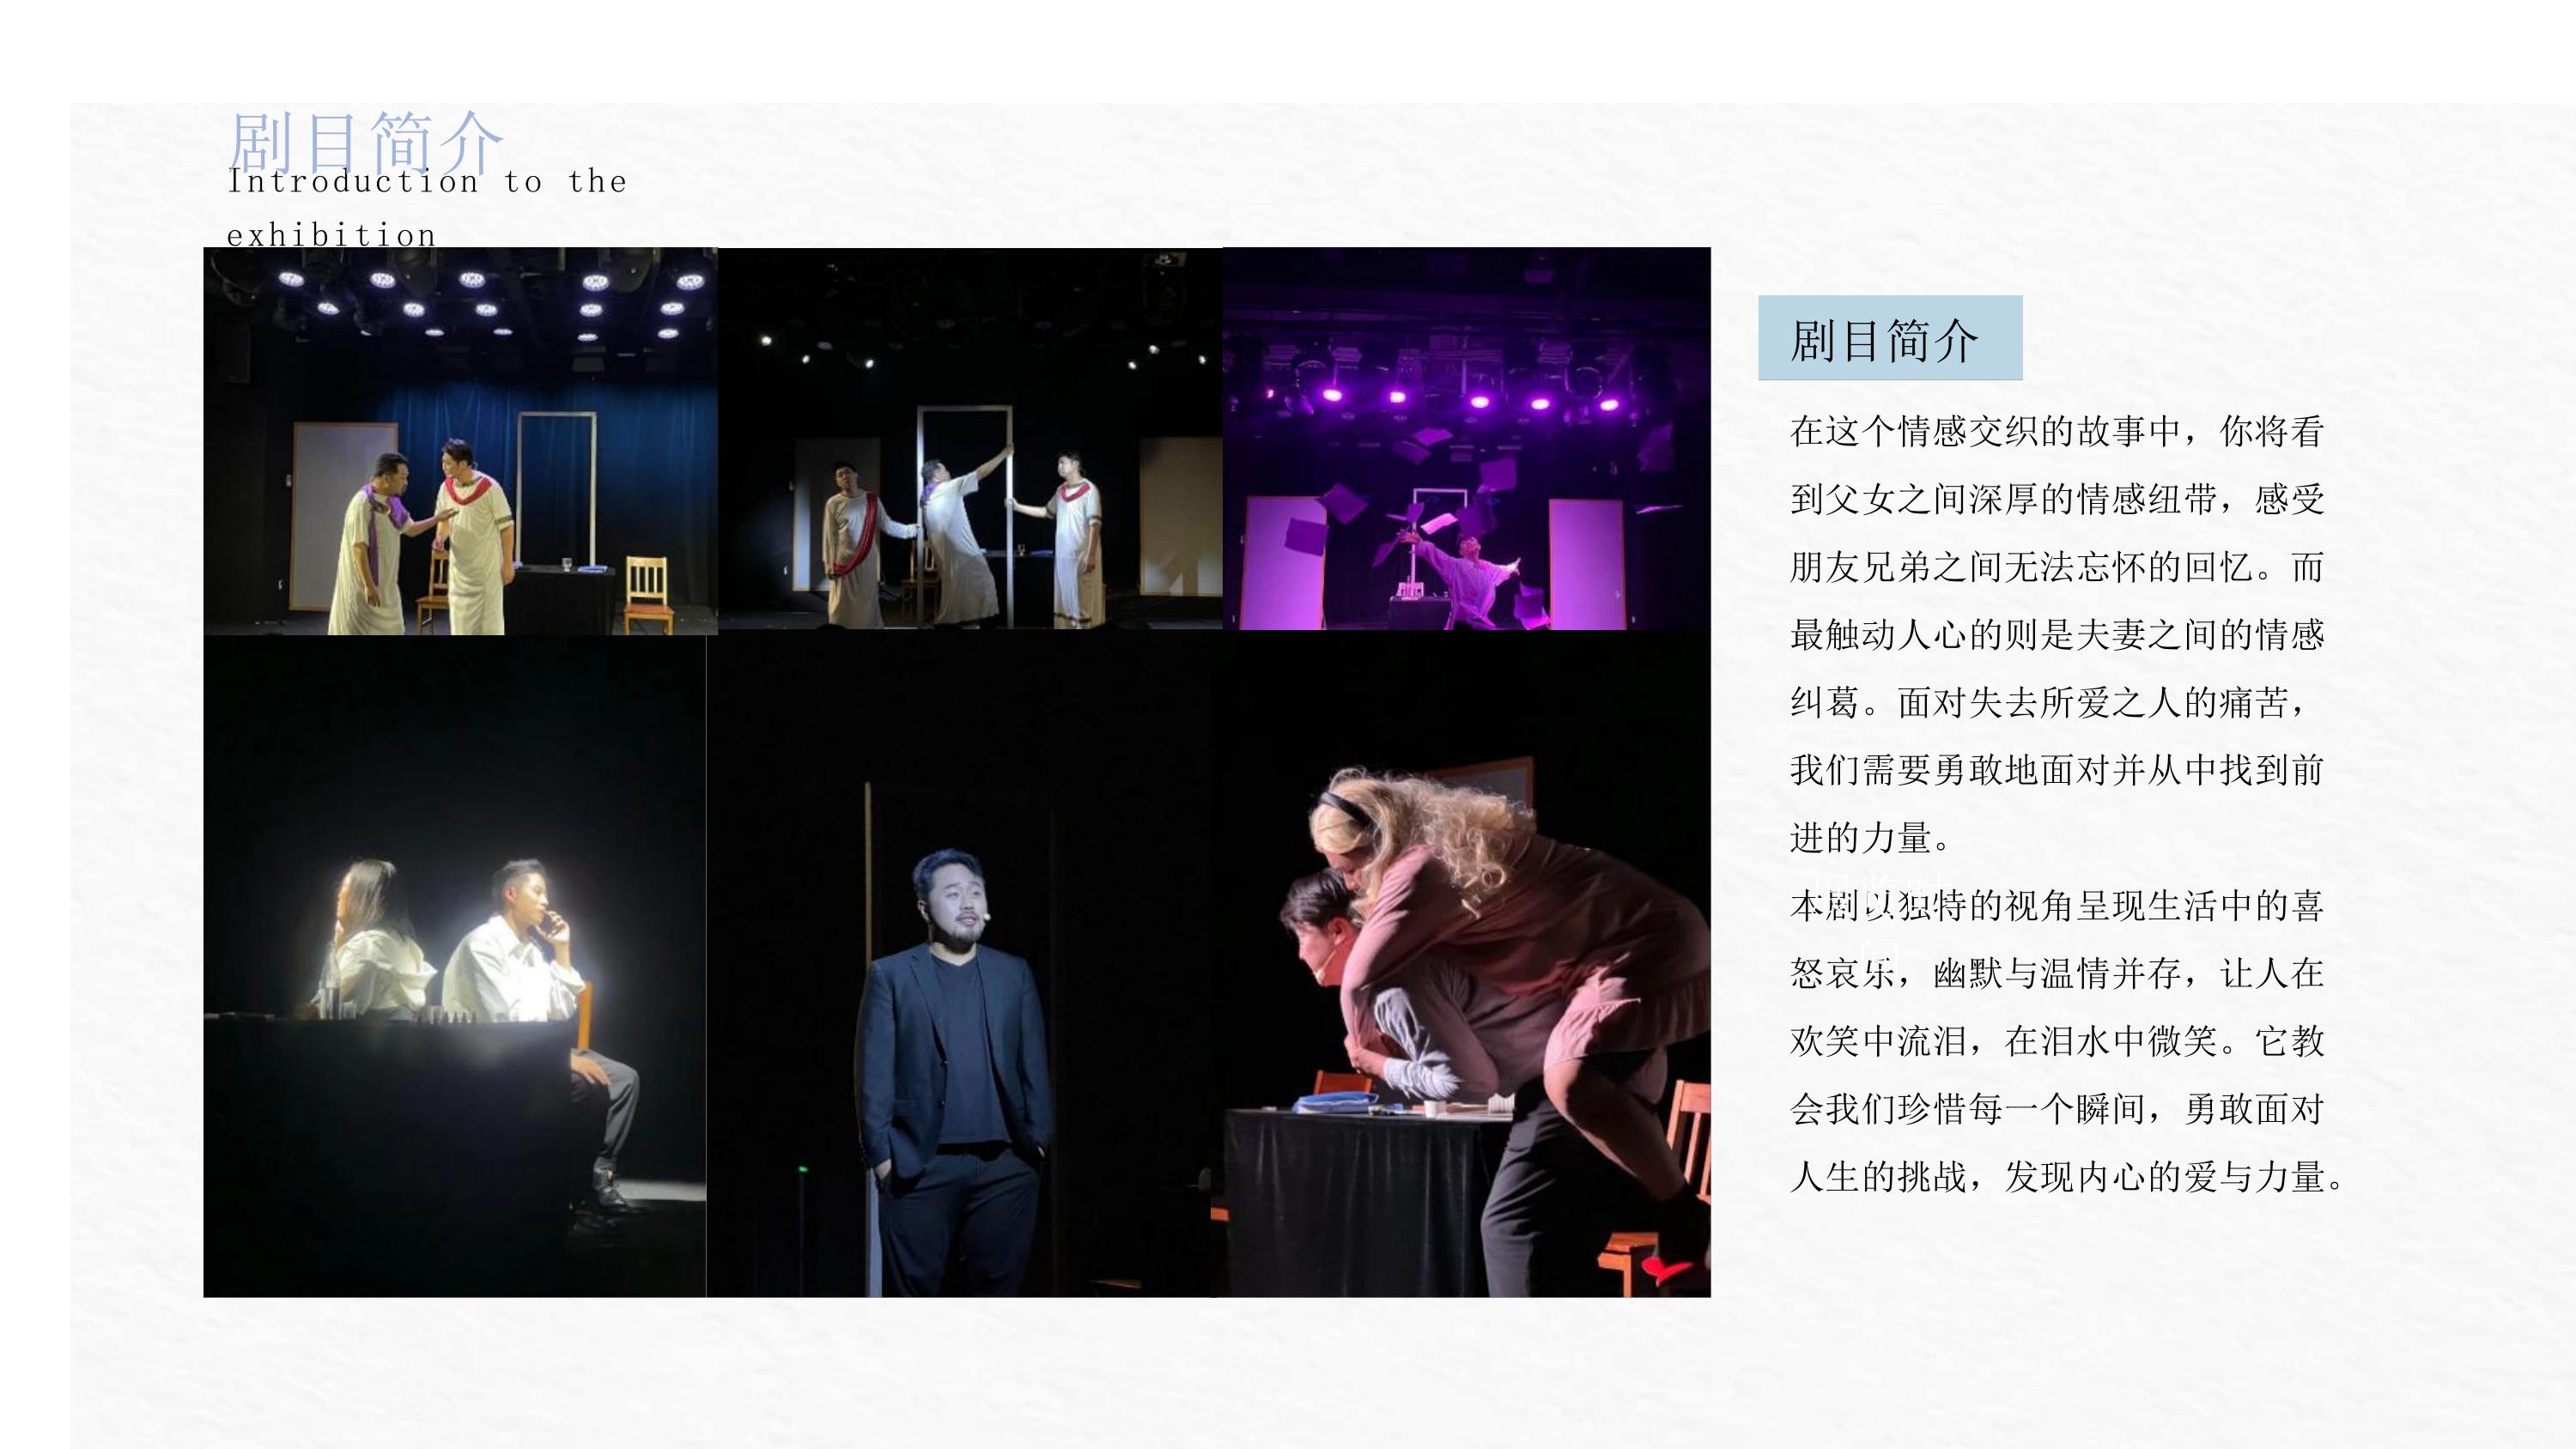 剧目简介
Introduction to the
exhibition
剧目简介
在这个情感交织的故事中，你将看
到父女之间深厚的情感纽带，感受
朋友兄弟之间无法忘怀的回忆。而
最触动人心的则是夫妻之间的情感
纠葛。面对失去所爱之人的痛苦，
我们需要勇敢地面对并从中找到前
进的力量。
本剧以独特的视角呈现生活中的喜
怒哀乐，幽默与温情并存，让人在
欢笑中流泪，在泪水中微笑。它教
会我们珍惜每一个瞬间，勇敢面对
人生的挑战，发现内心的爱与力量。